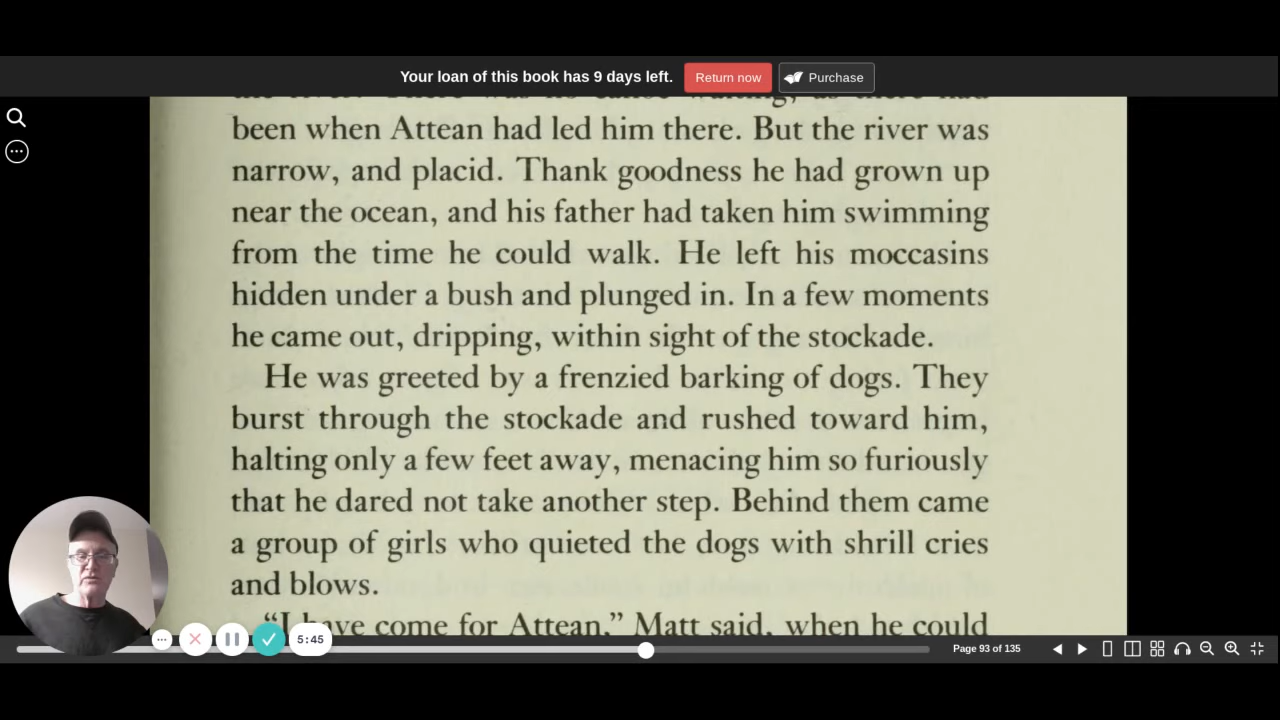 Your loan of this book has 9 days left. Return now Purchase
been when Attean had led him there. But the river was
narrow, and placid. Thank goodness he had grown up
near the ocean, and his father had taken him swimming
from the time he could walk. He left his moccasins
hidden under a bush and plunged in. In a few moments
he came out, dripping, within sight of the stockade.
He was greeted by a frenzied barking of dogs. They
burst through the stockade and rushed toward him,
halting only a few feet away, menacing him so furiously
that he dared not take another step. Behind them came
a group of girls who quieted the dogs with shrill cries
and blows.
“I have come for Attean,” Matt said, when he could
5:45
Page 93 of 135